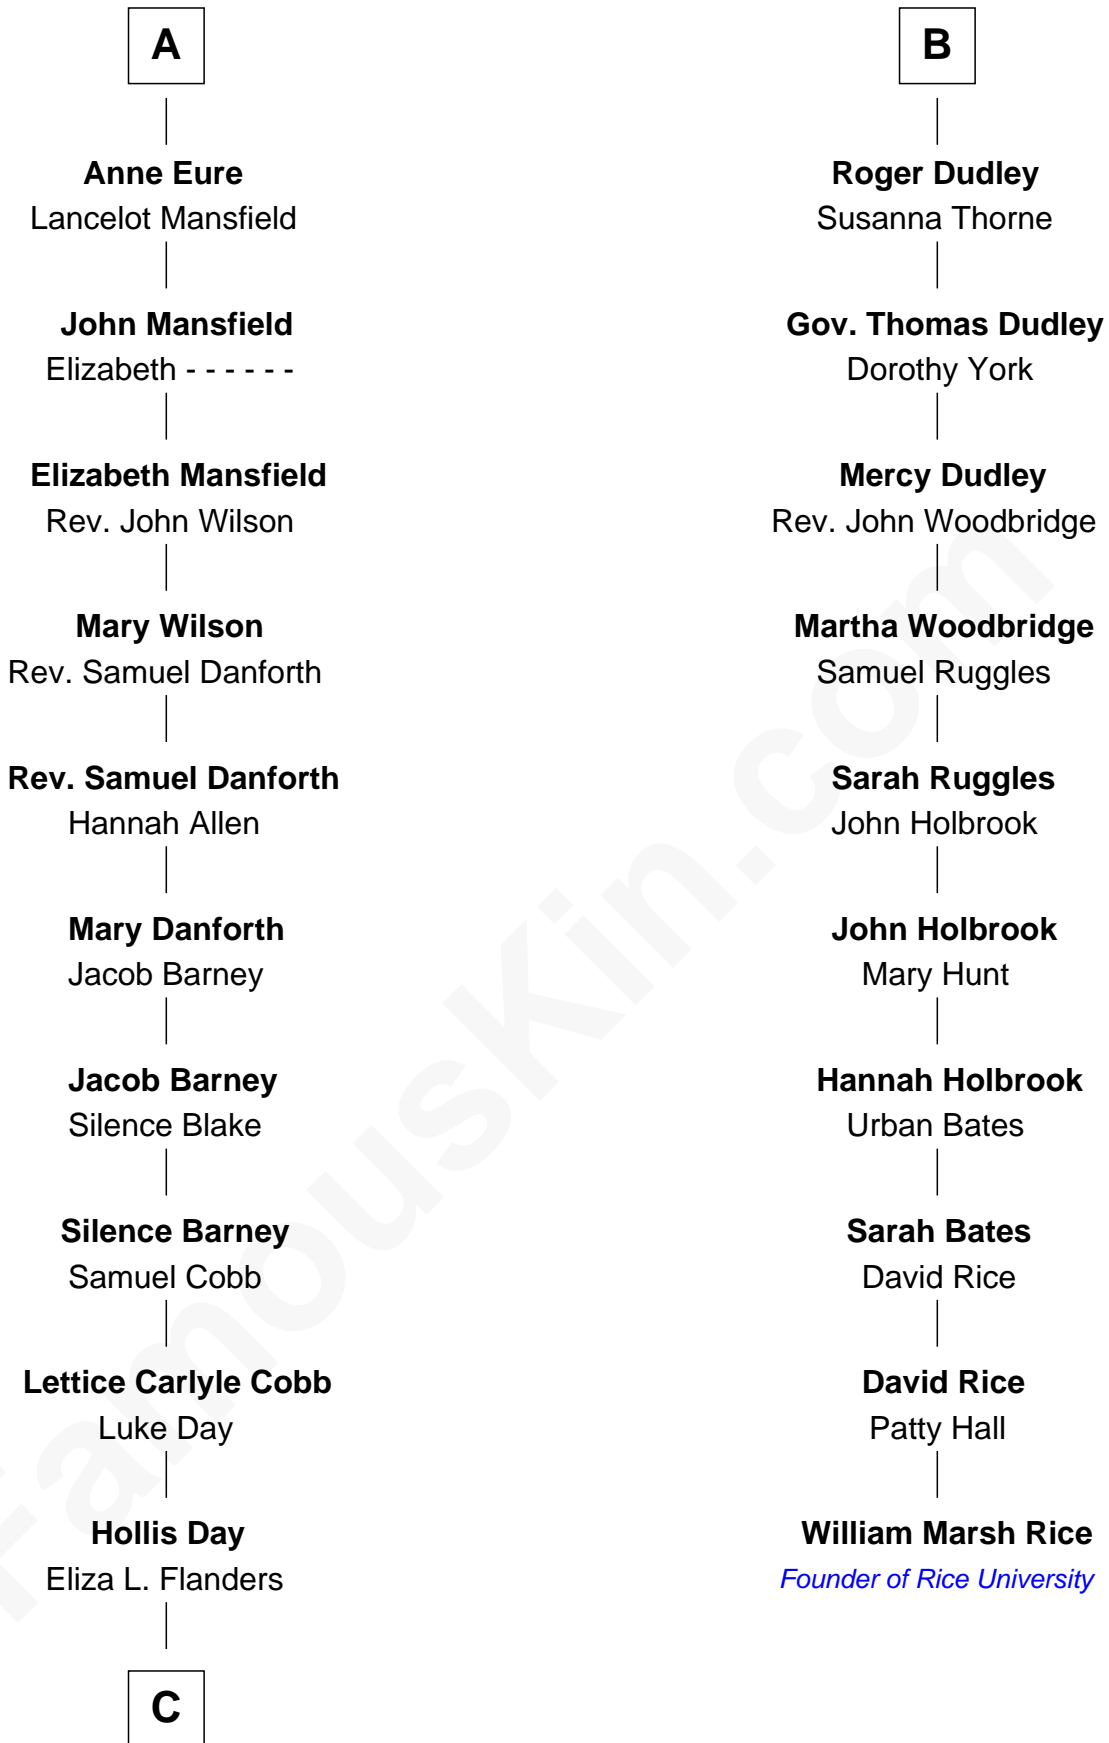 A
Anne Eure
Lancelot Mansfield
John Mansfield
Elizabeth - - - - - -
Elizabeth Mansfield
Rev. John Wilson
Mary Wilson
Rev. Samuel Danforth
Rev. Samuel Danforth
Hannah Allen
Mary Danforth
Jacob Barney
Jacob Barney
Silence Blake
Silence Barney
Samuel Cobb
Lettice Carlyle Cobb
Luke Day
Hollis Day
Eliza L. Flanders
C
B
Roger Dudley
Susanna Thorne
Gov. Thomas Dudley
Dorothy York
Mercy Dudley
Rev. John Woodbridge
Martha Woodbridge
Samuel Ruggles
Sarah Ruggles
John Holbrook
John Holbrook
Mary Hunt
Hannah Holbrook
Urban Bates
Sarah Bates
David Rice
David Rice
Patty Hall
William Marsh Rice
Founder of Rice University
FamousKin.com